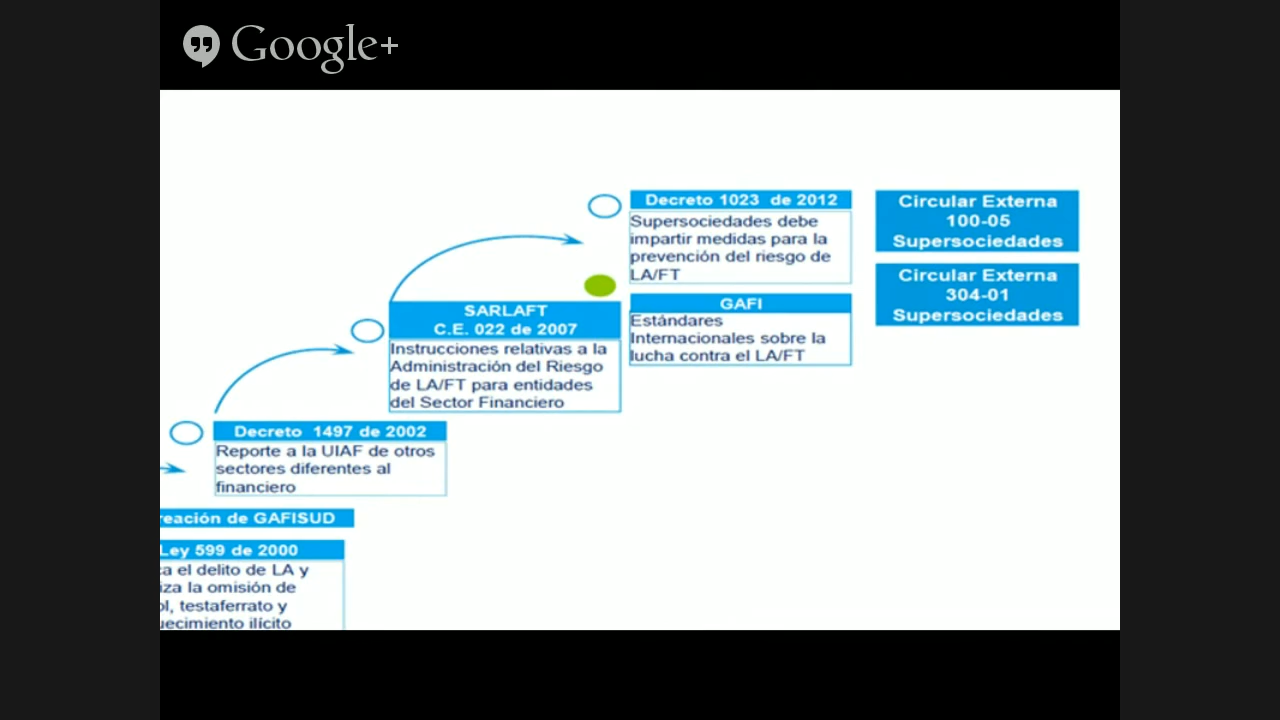 Google+
Decreto 1023 de 2012
Supersociedades debe
impartir medidas para la
prevención del riesgo de
LA/FT
Circular Externa
100-05
Supersociedades
Circular Externa
304-01
Supersociedades
GAFI
Estándares
Internacionales sobre la
lucha contra el LA/FT
SARLAFT
C.E. 022 de 2007
Instrucciones relativas a la
Administración del Riesgo
de LA/FT para entidades
del Sector Financiero
Decreto 1497 de 2002
Reporte a la UIAF de otros
sectores diferentes al
financiero
reación de GAFISUD
Ley 599 de 2000
ca el delito de LA y
iza la omisión de
ol, testaferrato y
uecimiento ilícito